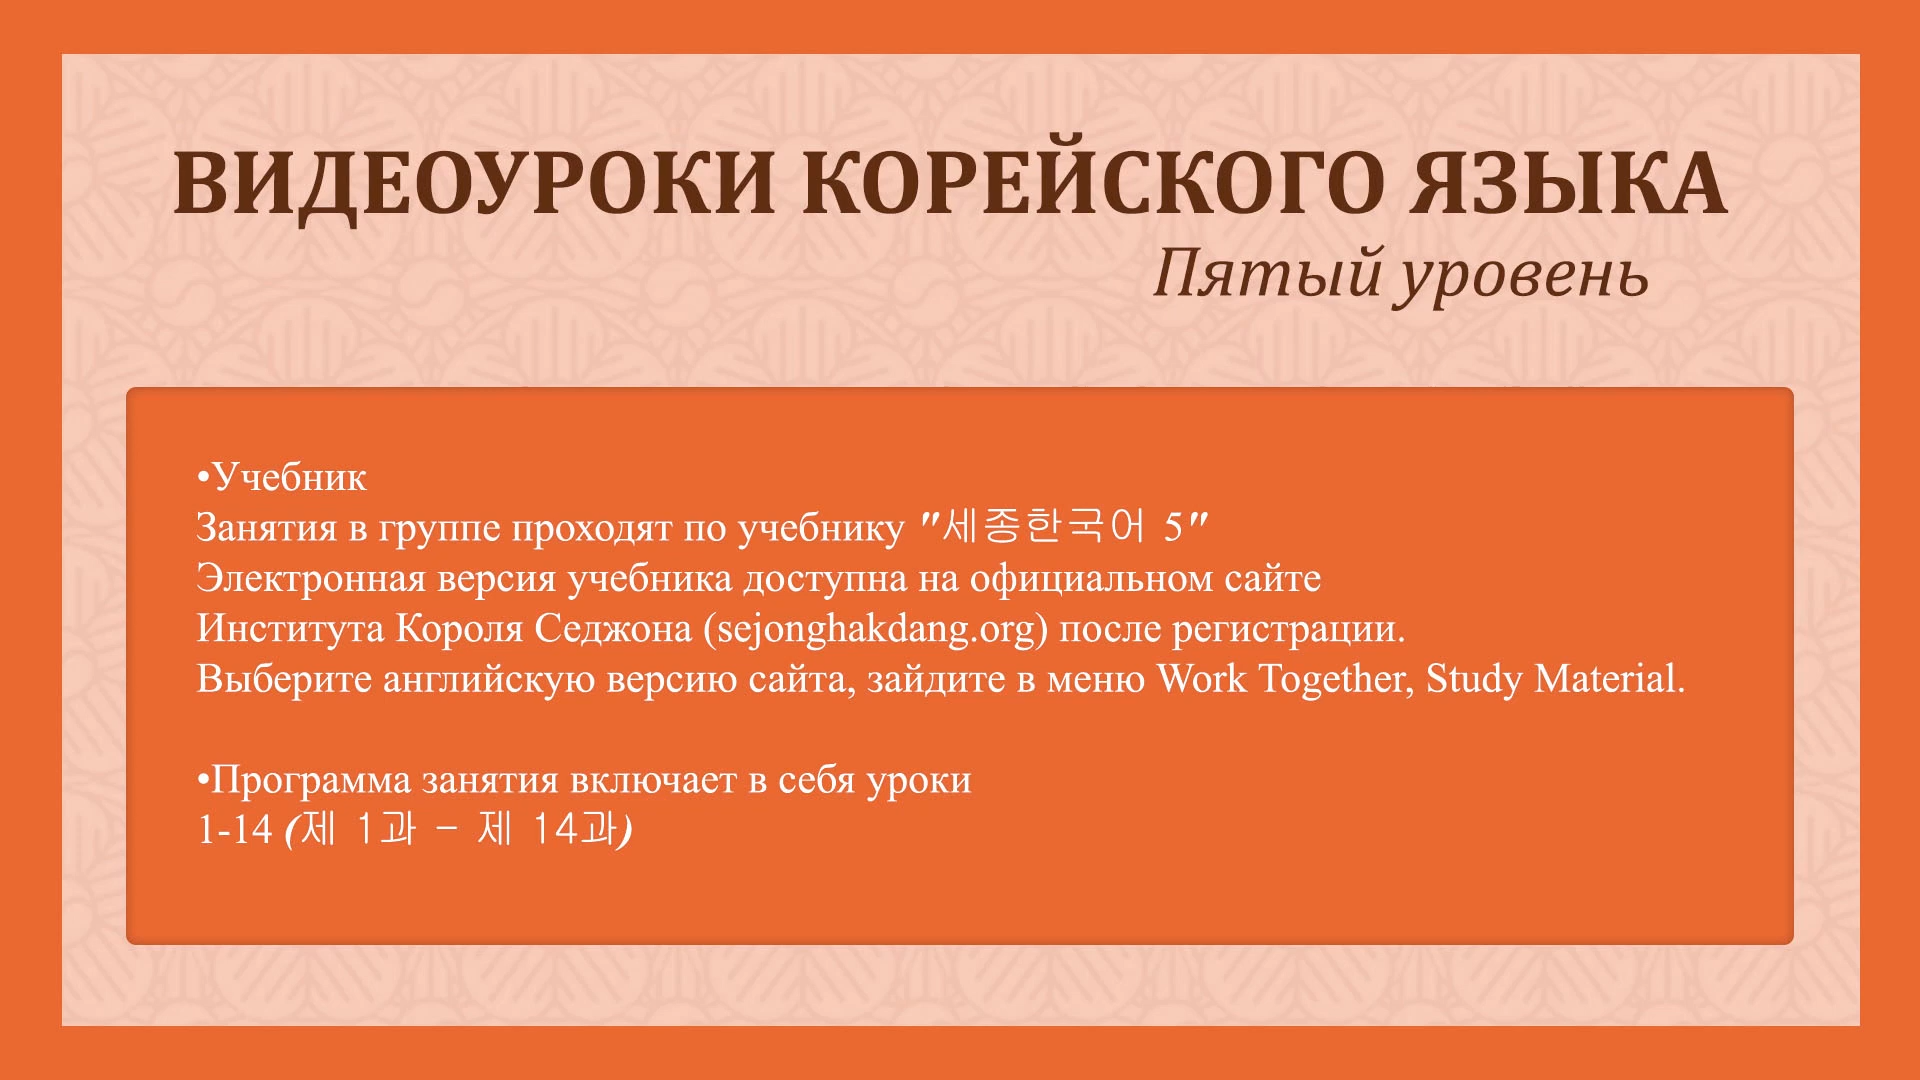 ВИДЕОУРОКИ КОРЕЙСКОГО ЯЗЫКА
Пятый уровень
•Учебник
Занятия в группе проходят по учебнику "세종한국어 5"
Электронная версия учебника доступна на официальном сайте
Института Короля Седжона (sejonghakdang.org) после регистрации.
Выберите английскую версию сайта, зайдите в меню Work Together, Study Material.
•Программа занятия включает в себя уроки
1-14 (제 1과 – 제 14과)